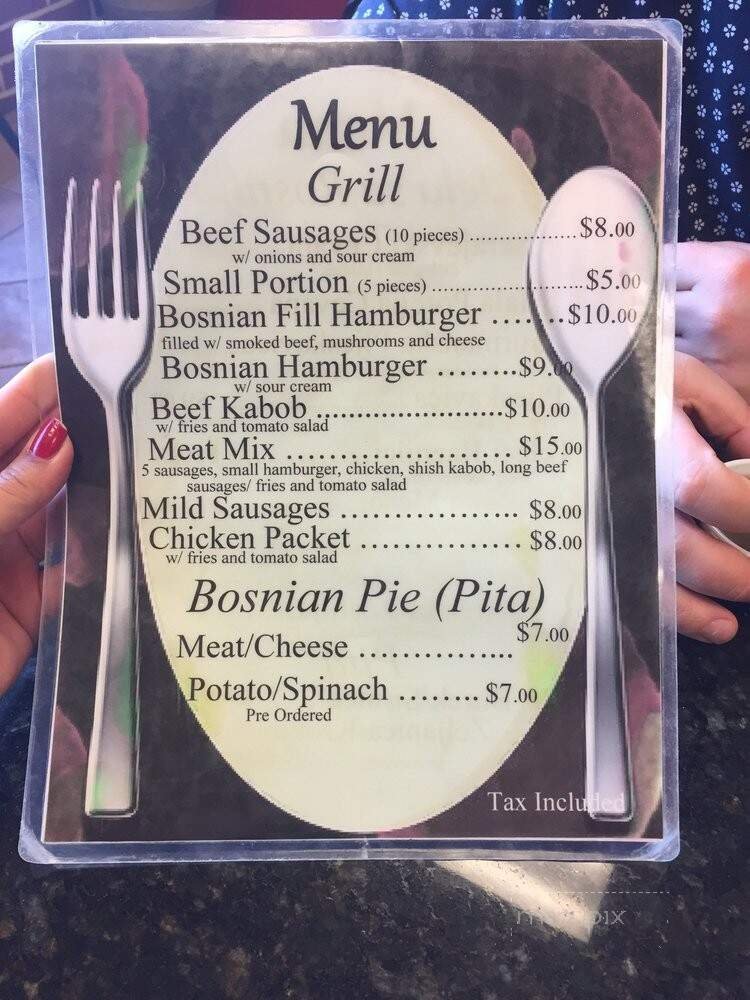 Menu
Grill
Beef Sausages (10 pieces) ..................$8.00
w/ onions and sour cream
Small Portion (5 pieces) .........................$5.00
Bosnian Fill Hamburger .......$10.00
filled w/ smoked beef, mushrooms and cheese
Bosnian Hamburger ........$9.00
w/ sour cream
Beef Kabob ...........................$10.00
w/ fries and tomato salad
Meat Mix ...................... $15.00
5 sausages, small hamburger, chicken, shish kabob, long beef
sausages/ fries and tomato salad
Mild Sausages ................. $8.00
Chicken Packet ................ $8.00
w/ fries and tomato salad
Bosnian Pie (Pita)
Meat/Cheese ............... $7.00
Potato/Spinach ........ $7.00
Pre Ordered
Tax Included